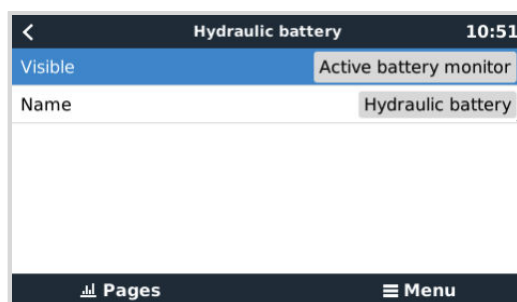 Hydraulic battery 10:51
Visible Active battery monitor
Name Hydraulic battery
Pages Menu